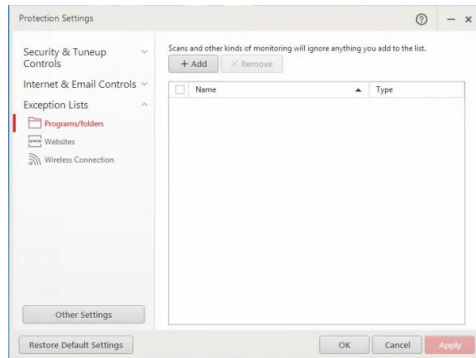 Protection Settings
Security & Tuneup
Controls
Internet & Email Controls
Exception Lists
Programs/folders
www Websites
Wireless Connection
Other Settings
Scans and other kinds of monitoring will ignore anything you add to the list.
+ Add
× Remove
Name
Type
Restore Default Settings
OK
Cancel
Apply